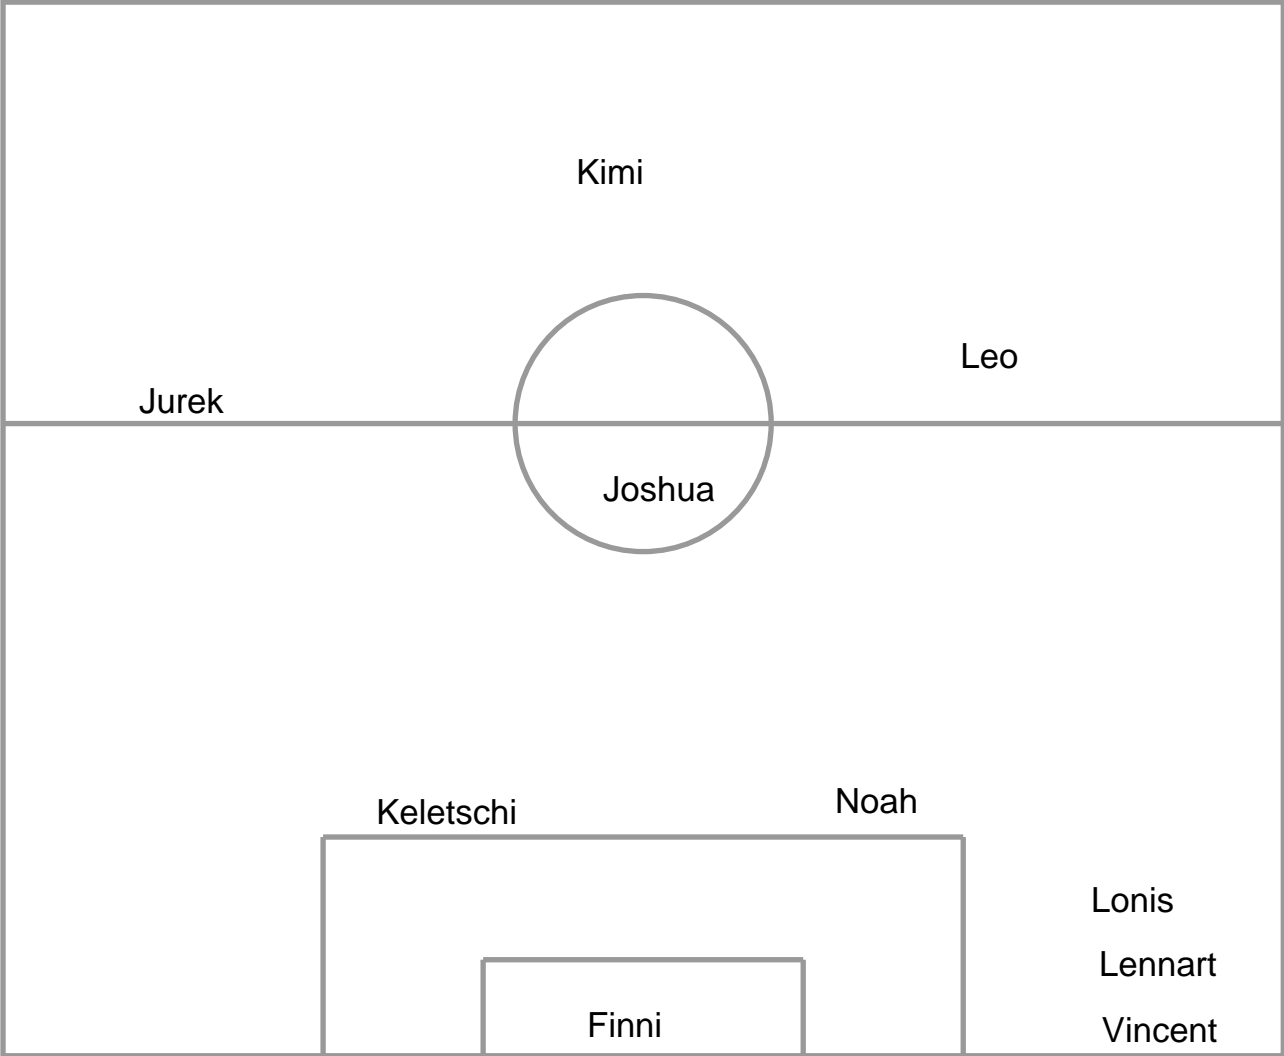 Kimi
Leo
Jurek
Joshua
Noah
Keletschi
Lonis
Lennart
Finni
Vincent